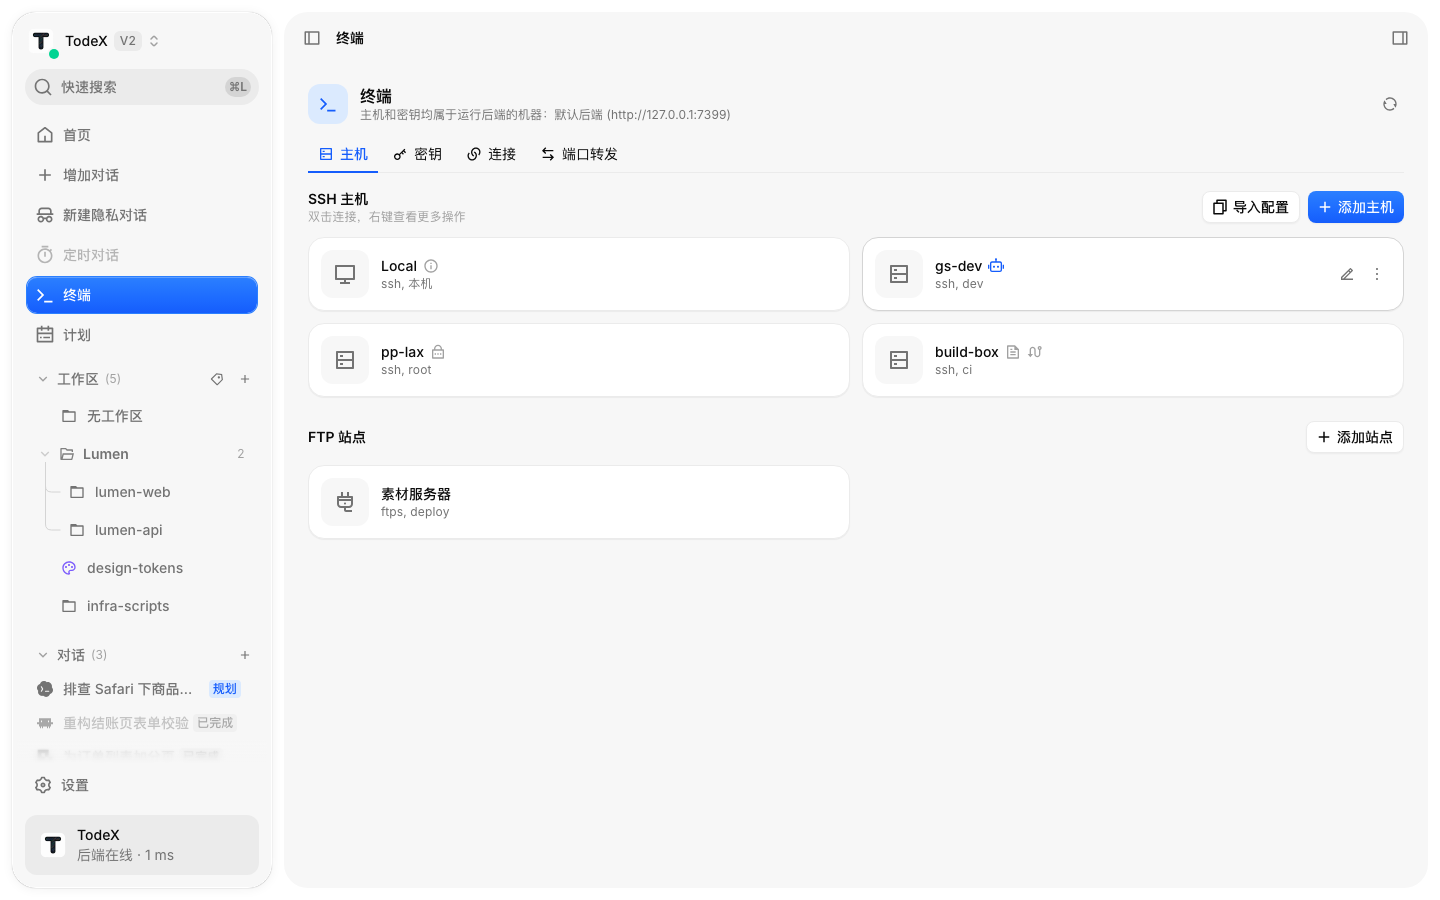 TodeX V2
快速搜索 ⌘L
首页
增加对话
新建隐私对话
定时对话
终端
计划
工作区 (5)
无工作区
Lumen 2
lumen-web
lumen-api
design-tokens
infra-scripts
对话 (3)
排查 Safari 下商品... 规划
重构结账页表单校验 已完成
设置
TodeX
后端在线 · 1 ms
终端
终端
主机和密钥均属于运行后端的机器：默认后端 (http://127.0.0.1:7399)
主机 密钥 连接 端口转发
SSH 主机
双击连接，右键查看更多操作
导入配置 添加主机
Local
ssh, 本机
gs-dev
ssh, dev
pp-lax
ssh, root
build-box
ssh, ci
FTP 站点
添加站点
素材服务器
ftps, deploy